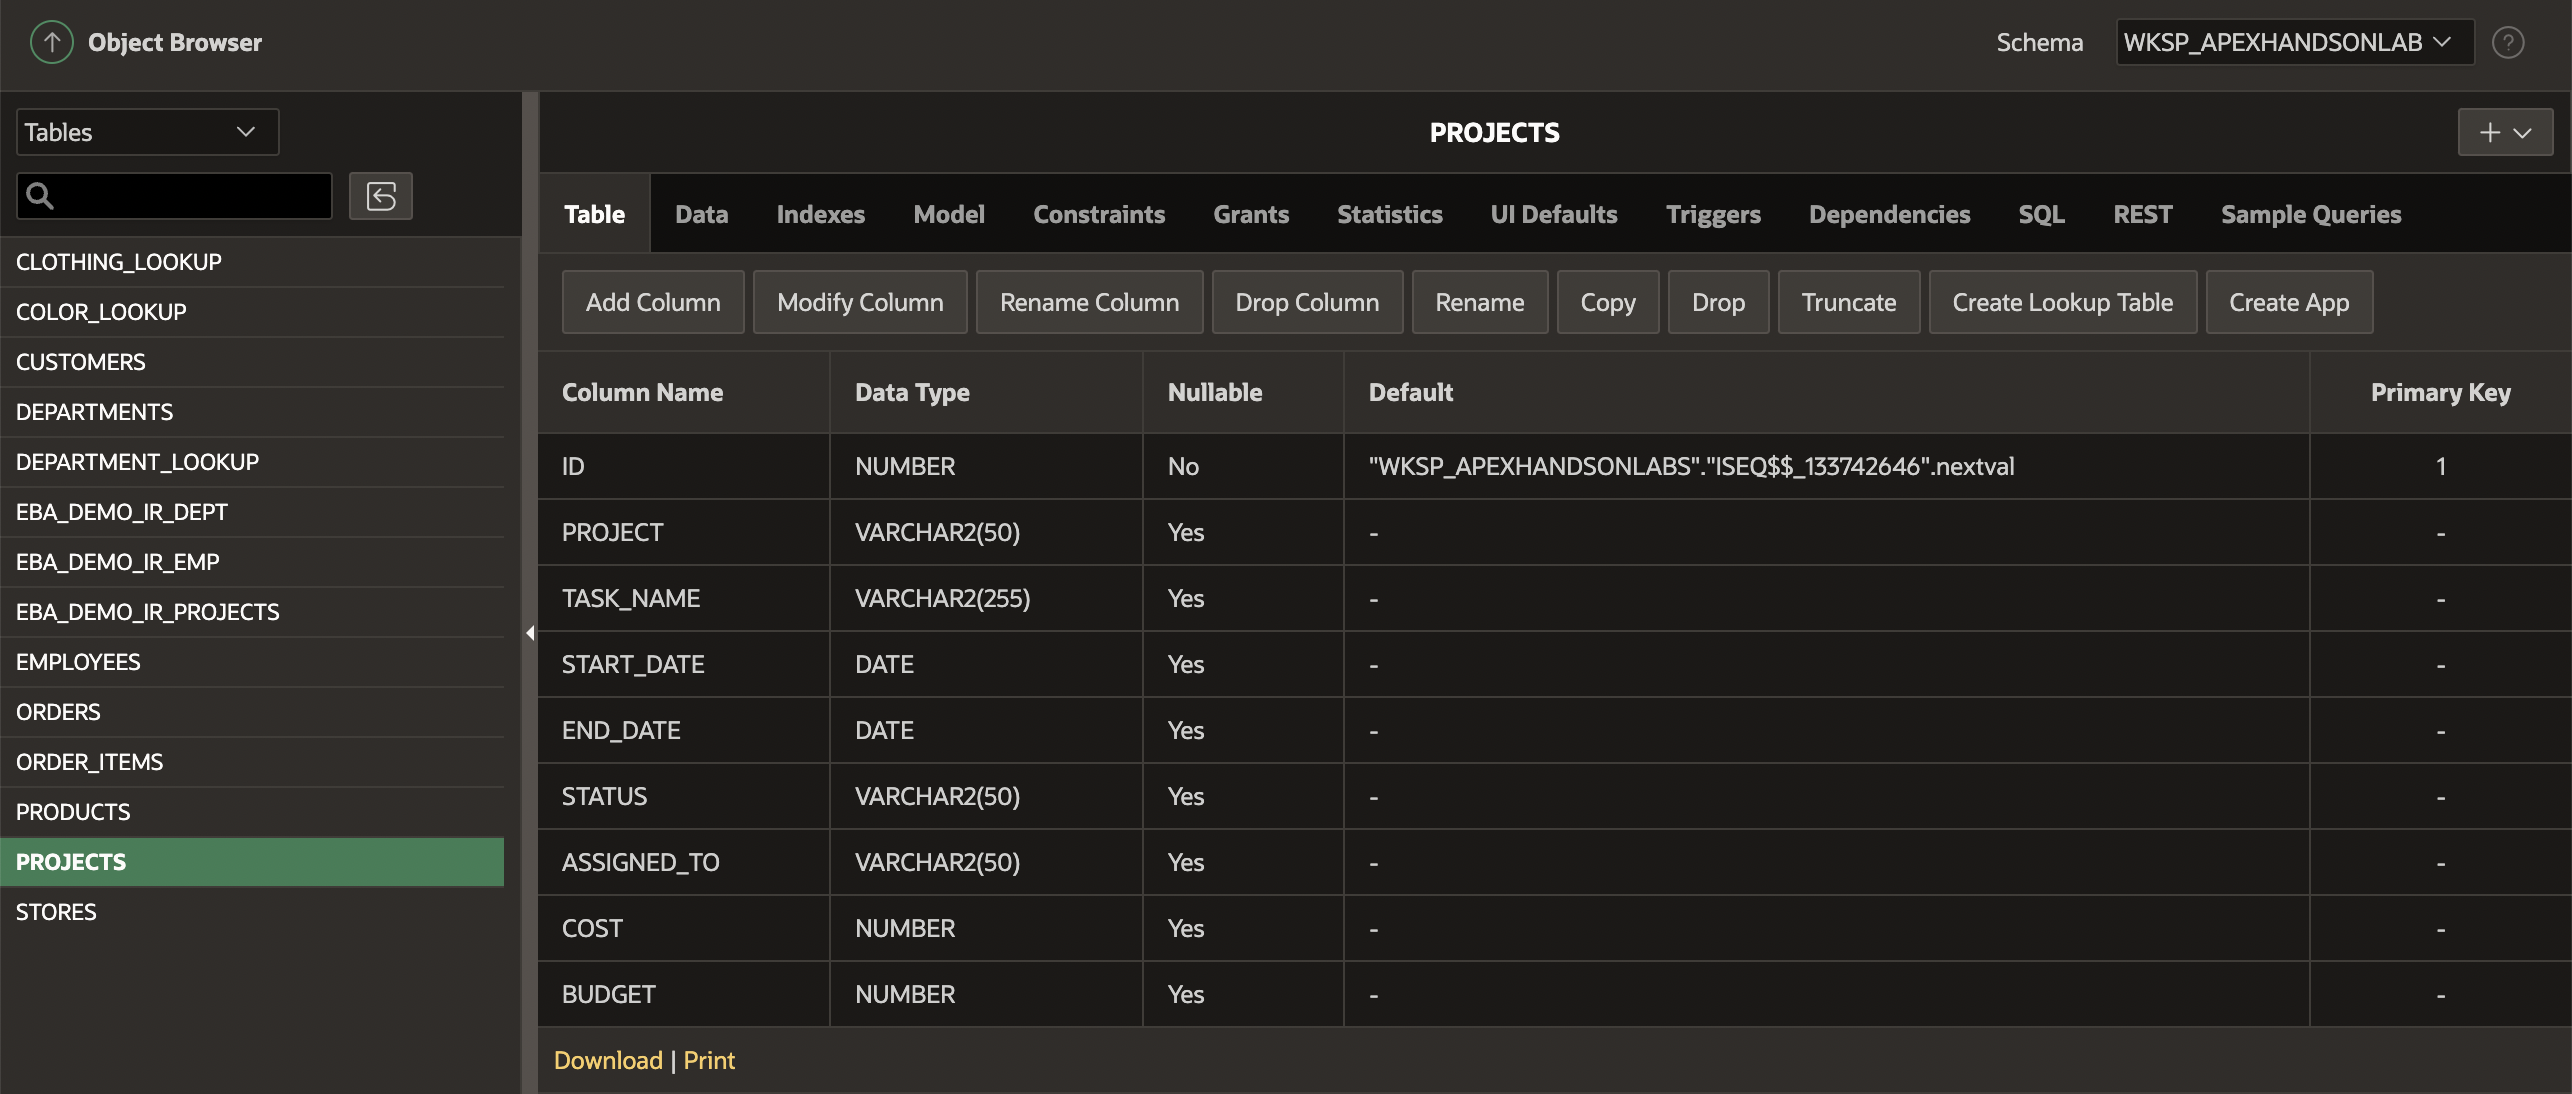 Object Browser
Schema WKSP_APEXHANDSONLAB
Tables
CLOTHING_LOOKUP
COLOR_LOOKUP
CUSTOMERS
DEPARTMENTS
DEPARTMENT_LOOKUP
EBA_DEMO_IR_DEPT
EBA_DEMO_IR_EMP
EBA_DEMO_IR_PROJECTS
EMPLOYEES
ORDERS
ORDER_ITEMS
PRODUCTS
PROJECTS
STORES
PROJECTS
Table Data Indexes Model Constraints Grants Statistics UI Defaults Triggers Dependencies SQL REST Sample Queries
Add Column Modify Column Rename Column Drop Column Rename Copy Drop Truncate Create Lookup Table Create App
Column Name Data Type Nullable Default Primary Key
ID NUMBER No "WKSP_APEXHANDSONLABS"."ISEQ$$_133742646".nextval 1
PROJECT VARCHAR2(50) Yes - -
TASK_NAME VARCHAR2(255) Yes - -
START_DATE DATE Yes - -
END_DATE DATE Yes - -
STATUS VARCHAR2(50) Yes - -
ASSIGNED_TO VARCHAR2(50) Yes - -
COST NUMBER Yes - -
BUDGET NUMBER Yes - -
Download | Print